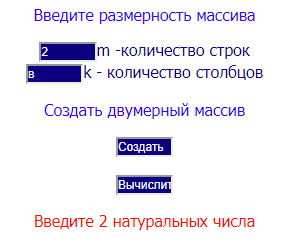 Введите размерность массива
2 m -количество строк
в k - количество столбцов
Создать двумерный массив
Создать
Вычислит
Введите 2 натуральных числа